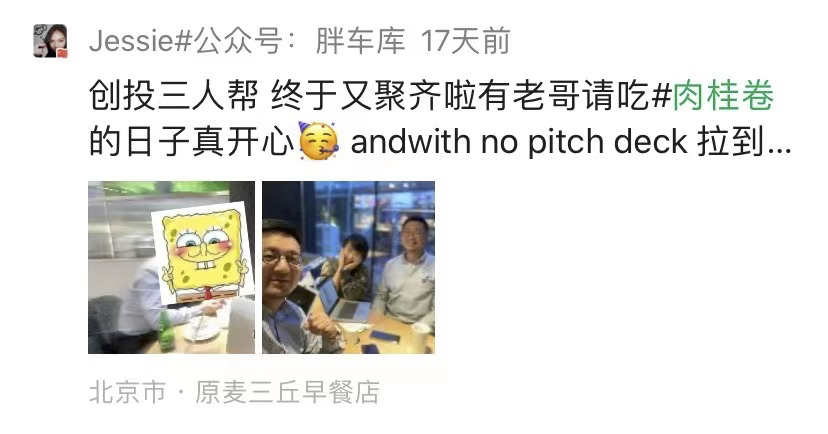 Jessie#公众号： 胖车库 17天前
创投三人帮 终于又聚齐啦有老哥请吃#肉桂卷
的日子真开心🥳 andwith no pitch deck 拉到...
北京市 · 原麦三丘早餐店